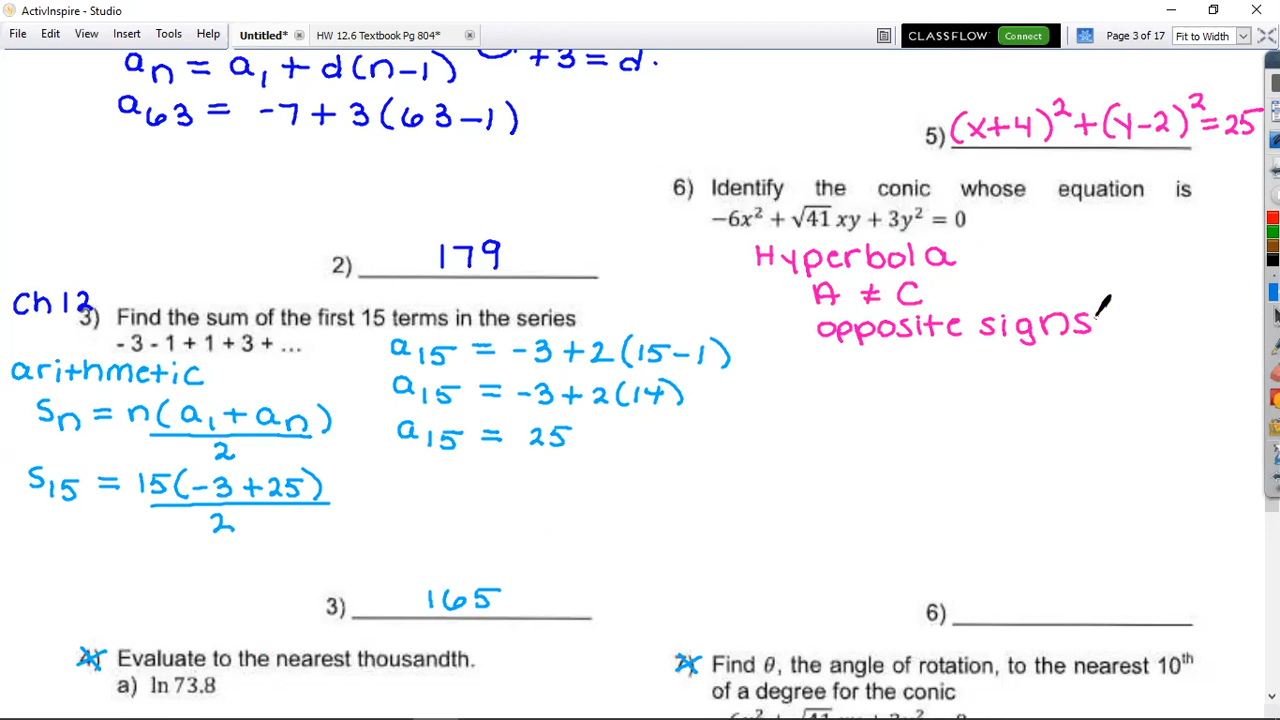 ActivInspire - Studio
File Edit View Insert Tools Help
Untitled* HW 12.6 Textbook Pg 804*
CLASSFLOW Connect
Page 3 of 17 Fit to Width
aₙ = a₁ + d(n-1)
+3 = d.
a₆₃ = -7 + 3(63-1)
2) 179
Ch 12
3) Find the sum of the first 15 terms in the series
- 3 - 1 + 1 + 3 + ...
arithmetic
Sₙ = n(a₁ + aₙ)
2
S₁₅ = 15(-3 + 25)
2
a₁₅ = -3 + 2(15-1)
a₁₅ = -3 + 2(14)
a₁₅ = 25
3) 165
4) Evaluate to the nearest thousandth.
a) ln 73.8
5) (x+4)² + (y-2)² = 25
6) Identify the conic whose equation is
−6x² + √41 xy + 3y² = 0
Hyperbola
A ≠ C
opposite signs
6)
7) Find θ, the angle of rotation, to the nearest 10th
of a degree for the conic